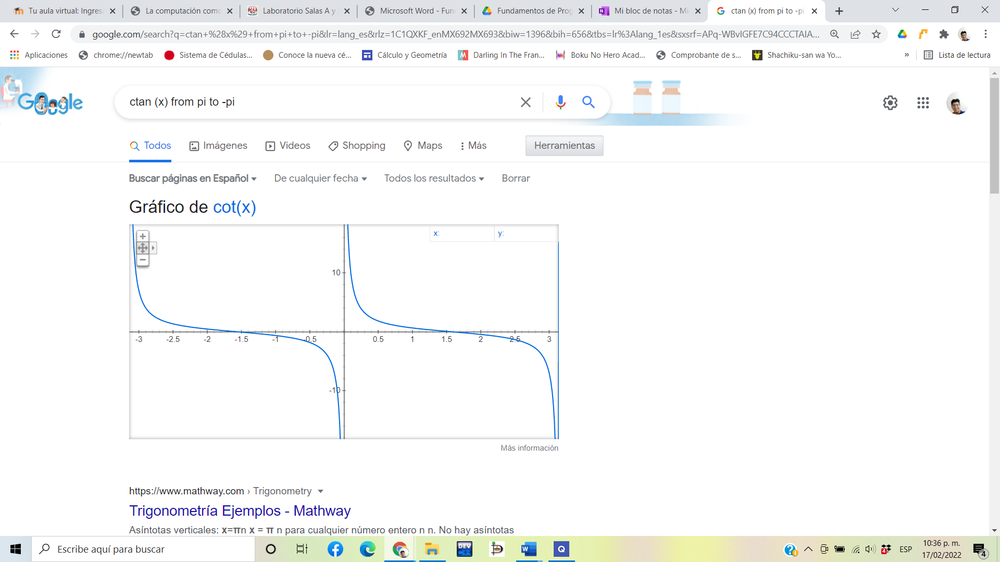 Tu aula virtual: Ingresa
La computación como
Laboratorio Salas A y
Microsoft Word - Fun
Fundamentos de Prog
Mi bloc de notas - Mi
ctan (x) from pi to -pi
google.com/search?q=ctan+%28x%29+from+pi+to+-pi&lr=lang_es&rlz=1C1QXKF_enMX692MX693&biw=1396&bih=656&tbs=lr%3Alang_1es&sxsrf=APq-WBvIGFE7C94CCCTAIA...
Aplicaciones
chrome://newtab
Sistema de Cédulas...
Conoce la nueva cé...
Cálculo y Geometría
Darling In The Fran...
Boku No Hero Acad...
Comprobante de s...
Shachiku-san wa Yo...
»
Lista de lectura
Google
ctan (x) from pi to -pi
Todos
Imágenes
Videos
Shopping
Maps
Más
Herramientas
Buscar páginas en Español
De cualquier fecha
Todos los resultados
Borrar
Gráfico de cot(x)
x:
y:
10
-3 -2.5 -2 -1.5 -1 -0.5 0.5 1 1.5 2 2.5 3
-10
Más información
https://www.mathway.com › Trigonometry
Trigonometría Ejemplos - Mathway
Asíntotas verticales: x=πn x = π n para cualquier número entero n n. No hay asíntotas
Escribe aquí para buscar
DEV
C++
W
Q
4
ESP
10:36 p. m.
17/02/2022
4